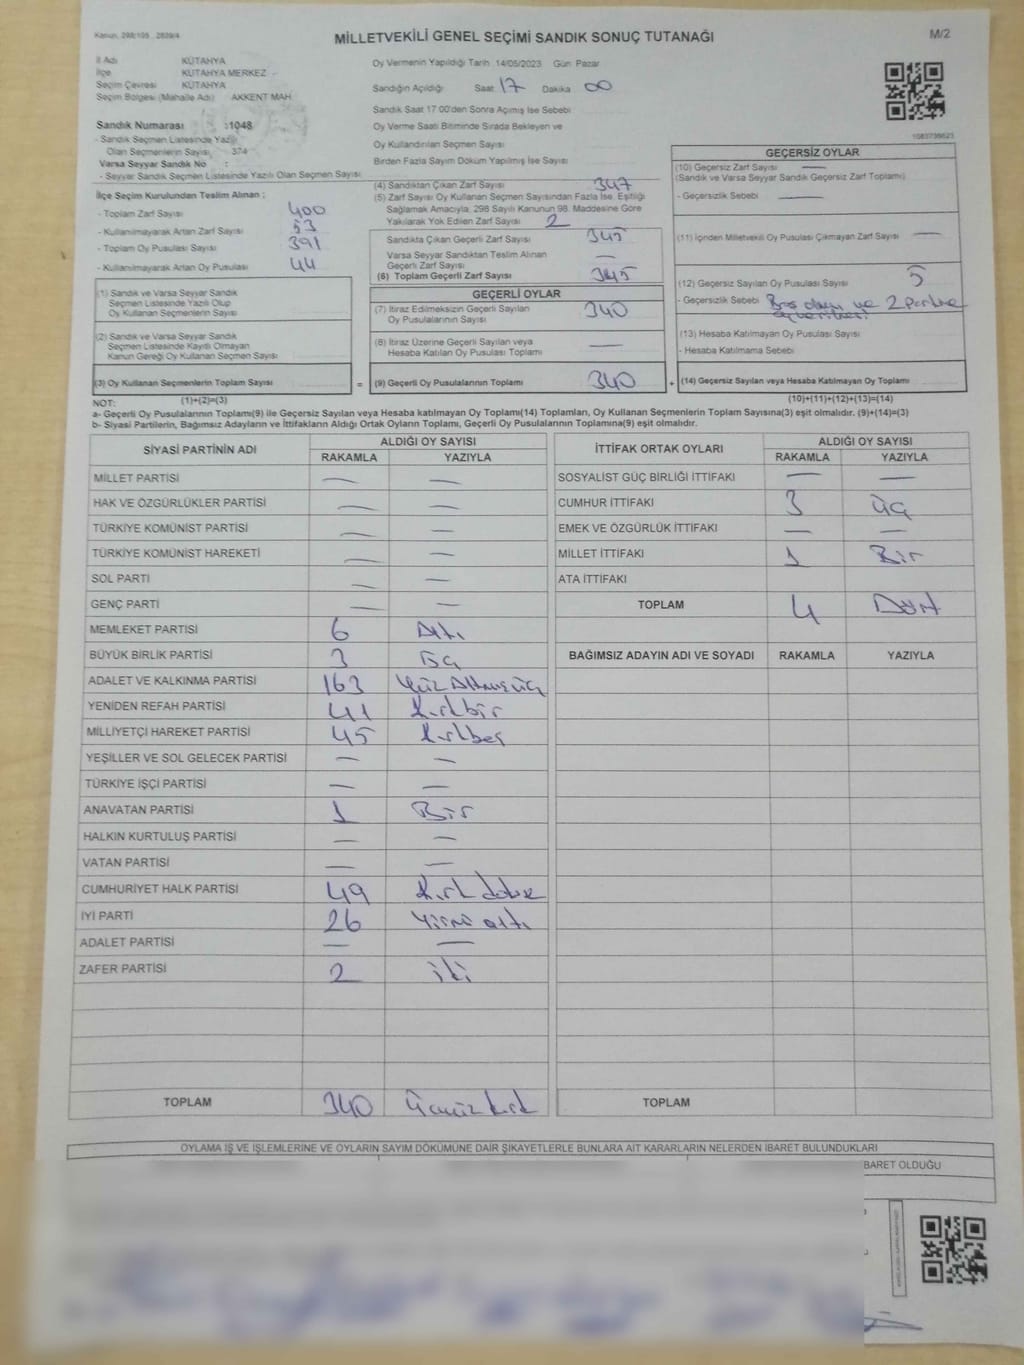 Kanun, 298/105 , 2839/4
MİLLETVEKİLİ GENEL SEÇİMİ SANDIK SONUÇ TUTANAĞI
M/2
İl Adı KÜTAHYA
İlçe KÜTAHYA MERKEZ -
Seçim Çevresi KÜTAHYA
Seçim Bölgesi (Mahalle Adı) AKKENT MAH
Sandık Numarası :1048
- Sandık Seçmen Listesinde Yazılı
Olan Seçmenlerin Sayısı 374
Varsa Seyyar Sandık No :
- Seyyar Sandık Seçmen Listesinde Yazılı Olan Seçmen Sayısı
Oy Vermenin Yapıldığı Tarih 14/05/2023 Gün Pazar
Sandığın Açıldığı Saat 17 Dakika 00
Sandık Saat 17 00'den Sonra Açımış İse Sebebi
Oy Verme Saati Bitiminde Sırada Bekleyen ve
Oy Kullandırılan Seçmen Sayısı
Birden Fazla Sayım Döküm Yapılmış İse Sayısı
İlçe Seçim Kurulundan Teslim Alınan :
- Toplam Zarf Sayısı 400
- Kullanılmayarak Artan Zarf Sayısı 53
- Toplam Oy Pusulası Sayısı 391
- Kullanılmayarak Artan Oy Pusulası 44
(1) Sandık ve Varsa Seyyar Sandık
Seçmen Listesinde Yazılı Olup
Oy Kullanan Seçmenlerin Sayısı
(2) Sandık ve Varsa Seyyar Sandık
Seçmen Listesinde Kayıtlı Olmayan
Kanun Gereği Oy Kullanan Seçmen Sayısı
(3) Oy Kullanan Seçmenlerin Toplam Sayısı =
(1)+(2)=(3)
(4) Sandıktan Çıkan Zarf Sayısı 347
(5) Zarf Sayısı Oy Kullanan Seçmen Sayısından Fazla İse, Eşitliği
Sağlamak Amacıyla, 298 Sayılı Kanunun 98. Maddesine Göre
Yakılarak Yok Edilen Zarf Sayısı 2
Sandıkta Çıkan Geçerli Zarf Sayısı 345
Varsa Seyyar Sandıktan Teslim Alınan
Geçerli Zarf Sayısı —
(6) Toplam Geçerli Zarf Sayısı 345
GEÇERLİ OYLAR
(7) İtiraz Edilmeksizin Geçerli Sayılan
Oy Pusulalarının Sayısı 340
(8) İtiraz Üzerine Geçerli Sayılan veya
Hesaba Katılan Oy Pusulası Toplamı —
(9) Geçerli Oy Pusulalarının Toplamı 340 +
1083738623
GEÇERSİZ OYLAR
(10) Geçersiz Zarf Sayısı —
(Sandık ve Varsa Seyyar Sandık Geçersiz Zarf Toplamı)
- Geçersizlik Sebebi —
(11) İçinden Milletvekili Oy Pusulası Çıkmayan Zarf Sayısı —
(12) Geçersiz Sayılan Oy Pusulası Sayısı 5
- Geçersizlik Sebebi Boş olması ve 2 partiye
(13) Hesaba Katılmayan Oy Pusulası Sayısı
- Hesaba Katılmama Sebebi
(14) Geçersiz Sayılan veya Hesaba Katılmayan Oy Toplamı
(10)+(11)+(12)+(13)=(14)
NOT:
a- Geçerli Oy Pusulalarının Toplamı(9) ile Geçersiz Sayılan veya Hesaba katılmayan Oy Toplamı(14) Toplamları, Oy Kullanan Seçmenlerin Toplam Sayısına(3) eşit olmalıdır. (9)+(14)=(3)
b- Siyasi Partilerin, Bağımsız Adayların ve İttifakların Aldığı Ortak Oyların Toplamı, Geçerli Oy Pusulalarının Toplamına(9) eşit olmalıdır.
SİYASİ PARTİNİN ADI ALDIĞI OY SAYISI
RAKAMLA YAZIYLA
MİLLET PARTİSİ — —
HAK VE ÖZGÜRLÜKLER PARTİSİ — —
TÜRKİYE KOMÜNİST PARTİSİ — —
TÜRKİYE KOMÜNİST HAREKETİ — —
SOL PARTİ — —
GENÇ PARTİ — —
MEMLEKET PARTİSİ 6 Altı
BÜYÜK BİRLİK PARTİSİ 3 Üç
ADALET VE KALKINMA PARTİSİ 163 Yüz Altmış üç
YENİDEN REFAH PARTİSİ 41 Kırkbir
MİLLİYETÇİ HAREKET PARTİSİ 45 Kırkbeş
YEŞİLLER VE SOL GELECEK PARTİSİ — —
TÜRKİYE İŞÇİ PARTİSİ — —
ANAVATAN PARTİSİ 1 Bir
HALKIN KURTULUŞ PARTİSİ — —
VATAN PARTİSİ — —
CUMHURİYET HALK PARTİSİ 49 Kırk dokuz
İYİ PARTİ 26 Yirmi altı
ADALET PARTİSİ — —
ZAFER PARTİSİ 2 iki
TOPLAM 340 Üçyüz kırk
İTTİFAK ORTAK OYLARI ALDIĞI OY SAYISI
RAKAMLA YAZIYLA
SOSYALİST GÜÇ BİRLİĞİ İTTİFAKI — —
CUMHUR İTTİFAKI 3 üç
EMEK VE ÖZGÜRLÜK İTTİFAKI — —
MİLLET İTTİFAKI 1 Bir
ATA İTTİFAKI
TOPLAM 4 Dört
BAĞIMSIZ ADAYIN ADI VE SOYADI RAKAMLA YAZIYLA
TOPLAM
OYLAMA İŞ VE İŞLEMLERİNE VE OYLARIN SAYIM DÖKÜMÜNE DAİR ŞİKAYETLERLE BUNLARA AİT KARARLARIN NELERDEN İBARET BULUNDUKLARI
İBARET OLDUĞU